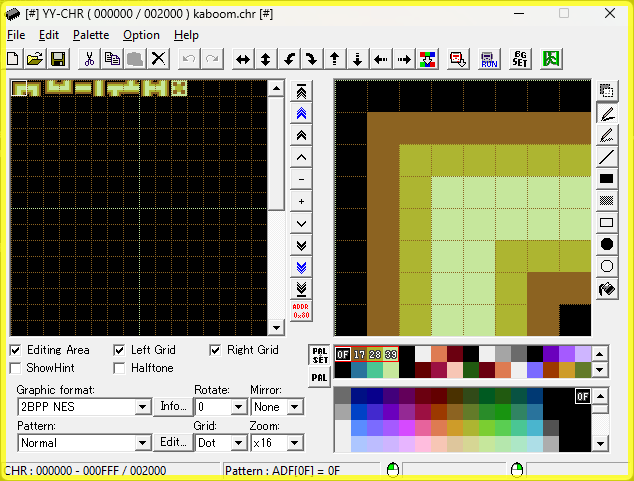 [#] YY-CHR ( 000000 / 002000 ) kaboom.chr [#]
File Edit Palette Option Help
RUN BG SET
-
+
ADDR
0x80
Editing Area Left Grid Right Grid
ShowHint Halftone
PAL SET
0F 17 28 39
PAL
0F
Graphic format: Rotate: Mirror:
2BPP NES Info... 0 None
Pattern: Grid: Zoom:
Normal Edit... Dot x16
CHR : 000000 - 000FFF / 002000 Pattern : ADF[0F] = 0F